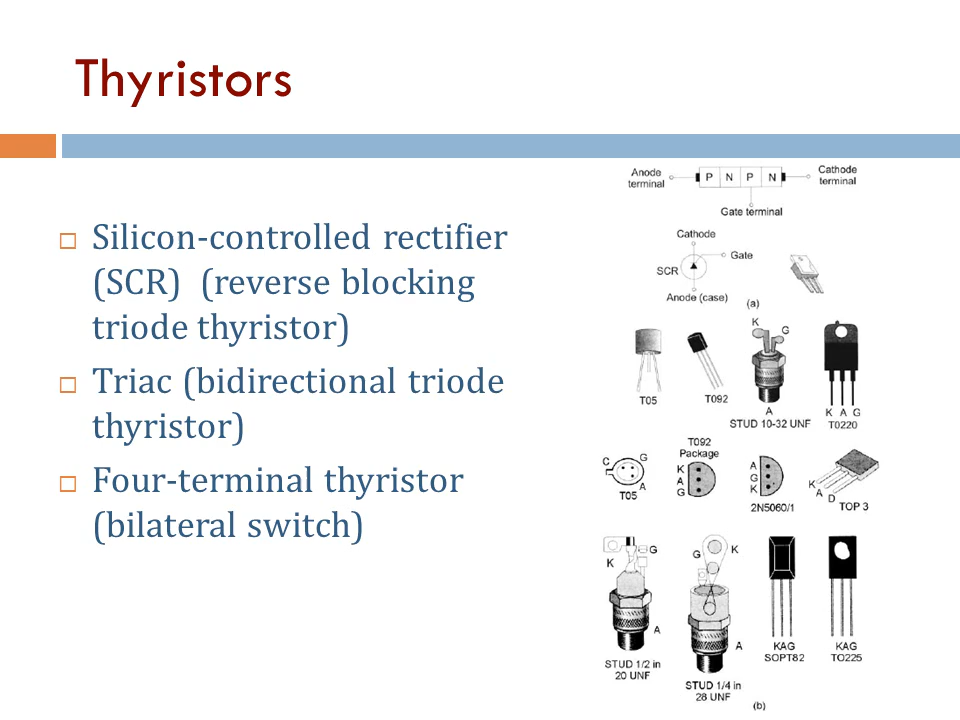 Thyristors
Silicon-controlled rectifier
(SCR) (reverse blocking
triode thyristor)
Triac (bidirectional triode
thyristor)
Four-terminal thyristor
(bilateral switch)
Anode
terminal
P N P N
Cathode
terminal
Gate terminal
Cathode
Gate
SCR
Anode (case)
(a)
K
G
T05
T092
A
STUD 10-32 UNF
K A G
T0220
C
G
A
T05
T092
Package
K
A
G
A
G
K
2N5060/1
K
A
D
TOP 3
K
G
A
STUD 1/2 in
20 UNF
G
K
A
STUD 1/4 in
28 UNF
KAG
SOPT82
KAG
TO225
(b)